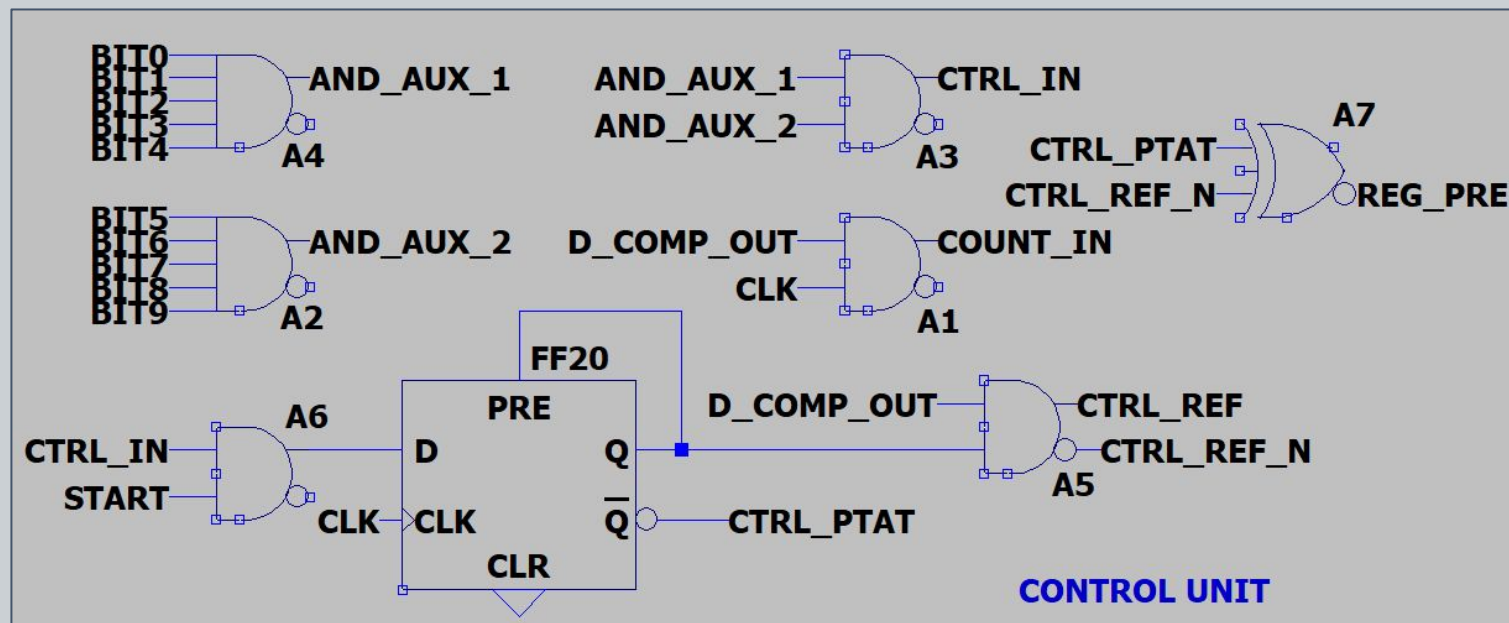 BIT0
BIT1
BIT2
BIT3
BIT4
AND_AUX_1
A4
AND_AUX_1
AND_AUX_2
CTRL_IN
A3
A7
CTRL_PTAT
CTRL_REF_N
REG_PRE
BIT5
BIT6
BIT7
BIT8
BIT9
AND_AUX_2
A2
D_COMP_OUT
CLK
COUNT_IN
A1
FF20
PRE
A6
CTRL_IN
START
D
Q
CLK
CLK
Q
CLR
CTRL_PTAT
D_COMP_OUT
CTRL_REF
CTRL_REF_N
A5
CONTROL UNIT